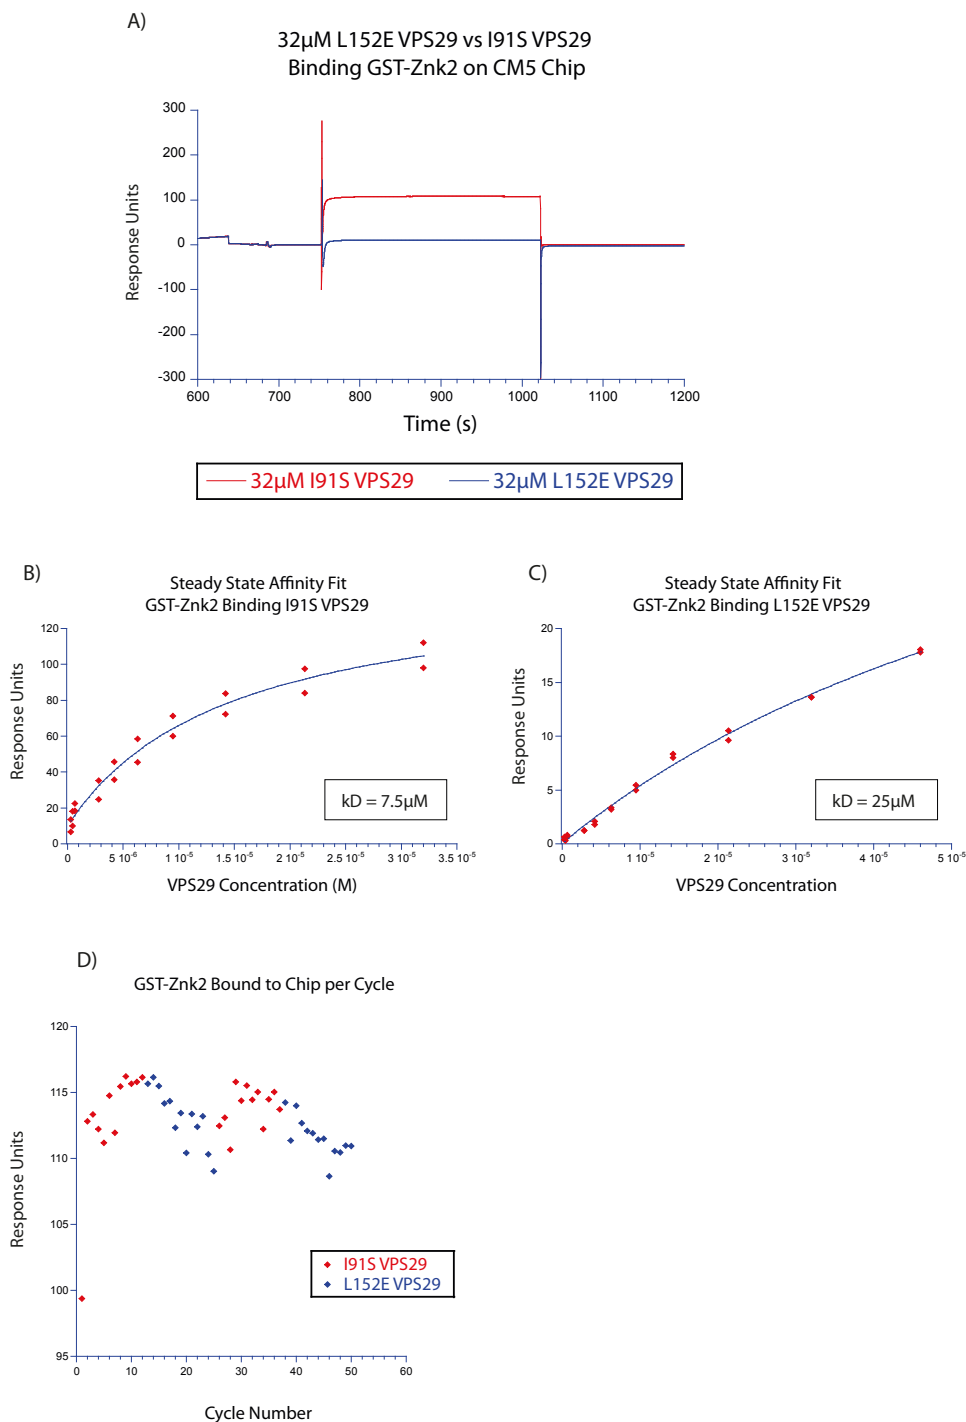 A)
32µM L152E VPS29 vs I91S VPS29
Binding GST-Znk2 on CM5 Chip
300
200
100
0
-100
-200
-300
Response Units
600 700 800 900 1000 1100 1200
Time (s)
32µM I91S VPS29 32µM L152E VPS29
B)
Steady State Affinity Fit
GST-Znk2 Binding I91S VPS29
120
100
80
60
40
20
0
Response Units
kD = 7.5µM
0 5 10⁻⁶ 1 10⁻⁵ 1.5 10⁻⁵ 2 10⁻⁵ 2.5 10⁻⁵ 3 10⁻⁵ 3.5 10⁻⁵
VPS29 Concentration (M)
C)
Steady State Affinity Fit
GST-Znk2 Binding L152E VPS29
20
15
10
5
0
Response Units
kD = 25µM
0 1 10⁻⁵ 2 10⁻⁵ 3 10⁻⁵ 4 10⁻⁵ 5 10⁻⁵
VPS29 Concentration
D)
GST-Znk2 Bound to Chip per Cycle
120
115
110
105
100
95
Response Units
I91S VPS29
L152E VPS29
0 10 20 30 40 50 60
Cycle Number